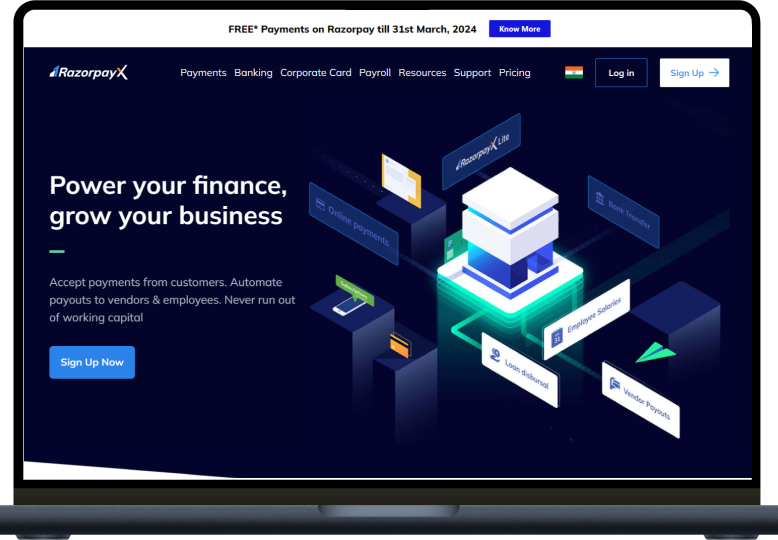 FREE* Payments on Razorpay till 31st March, 2024
Know More
RazorpayX
Payments Banking Corporate Card Payroll Resources Support Pricing
Log in
Sign Up →
Power your finance,
grow your business
Accept payments from customers. Automate
payouts to vendors & employees. Never run out
of working capital
Sign Up Now
RazorpayX Lite
Online payments
Bank Transfer
Subscriptions
31
Employee Salaries
Loan disbursal
Vendor Payouts